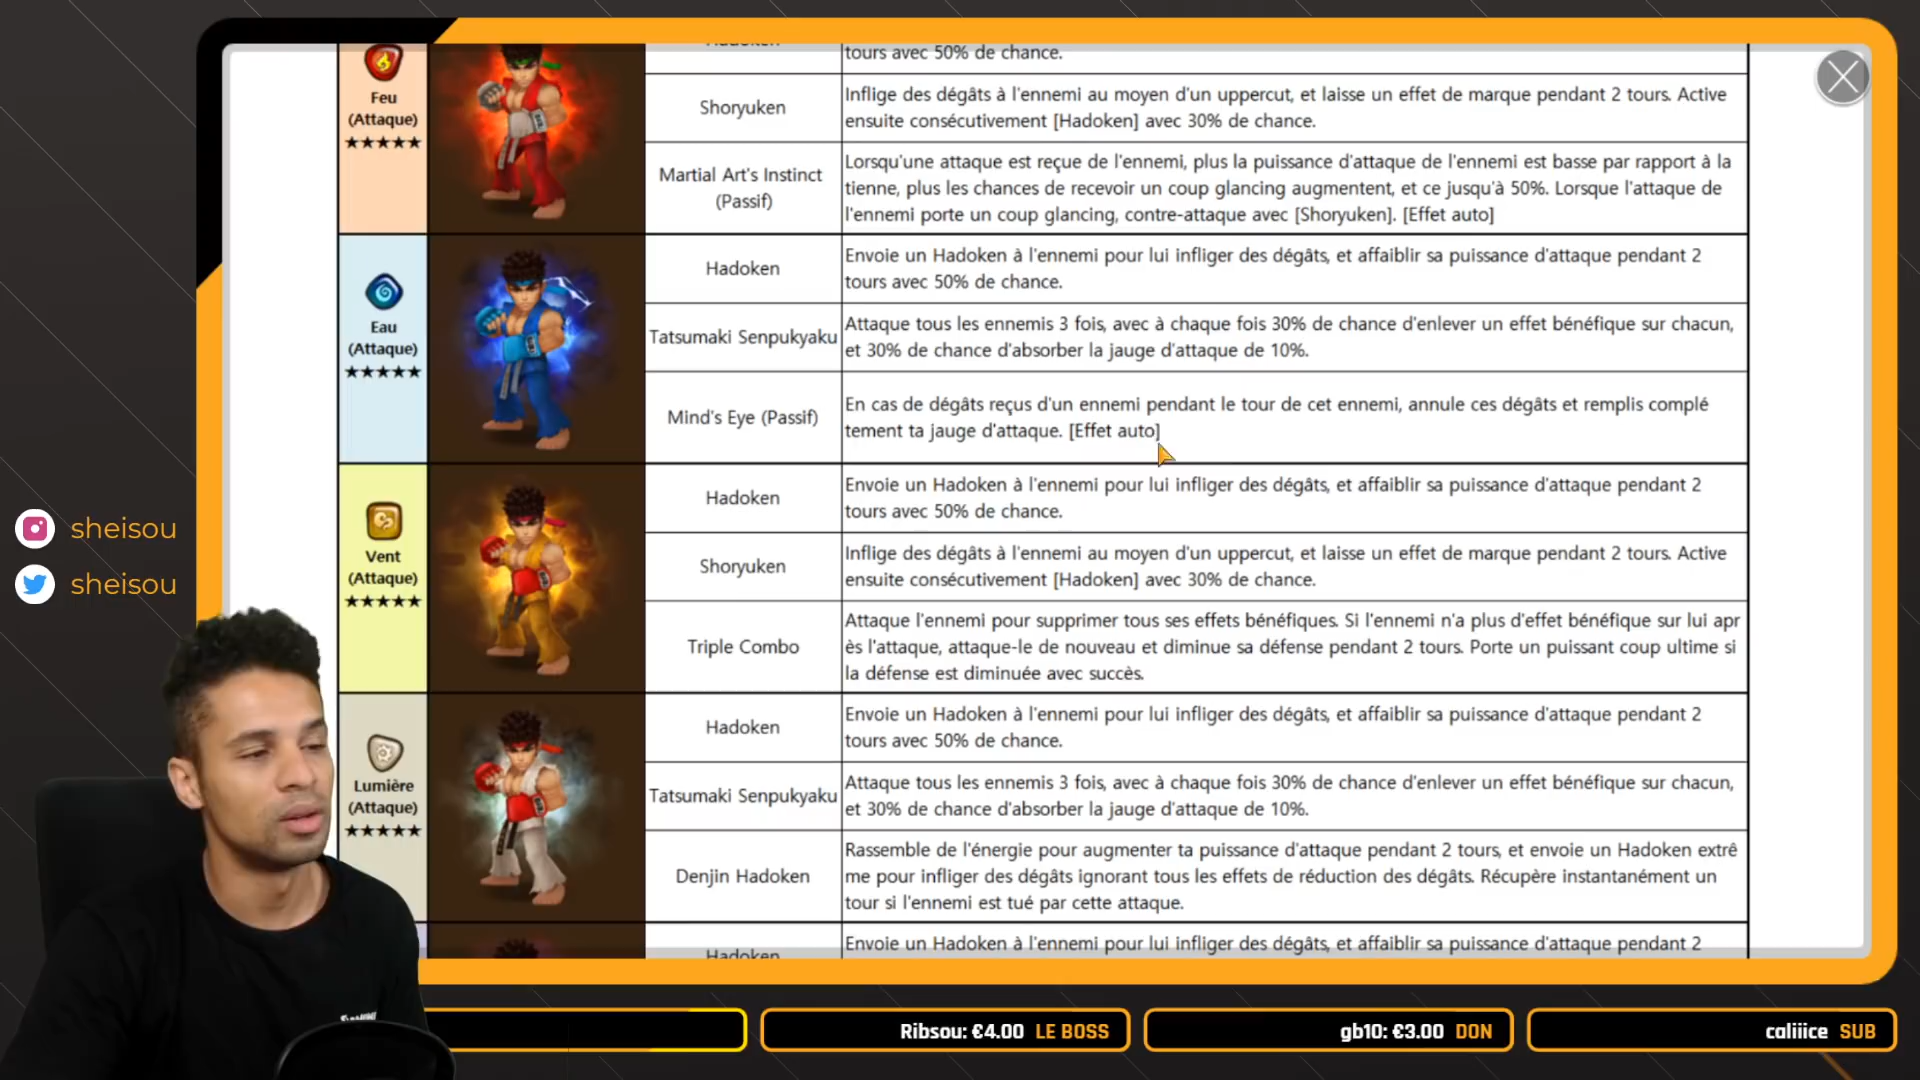 Hadoken
tours avec 50% de chance.
Feu
(Attaque)
★★★★★
Shoryuken
Inflige des dégâts à l'ennemi au moyen d'un uppercut, et laisse un effet de marque pendant 2 tours. Active
ensuite consécutivement [Hadoken] avec 30% de chance.
Martial Art's Instinct
(Passif)
Lorsqu'une attaque est reçue de l'ennemi, plus la puissance d'attaque de l'ennemi est basse par rapport à la
tienne, plus les chances de recevoir un coup glancing augmentent, et ce jusqu'à 50%. Lorsque l'attaque de
l'ennemi porte un coup glancing, contre-attaque avec [Shoryuken]. [Effet auto]
Eau
(Attaque)
★★★★★
Hadoken
Envoie un Hadoken à l'ennemi pour lui infliger des dégâts, et affaiblir sa puissance d'attaque pendant 2
tours avec 50% de chance.
Tatsumaki Senpukyaku
Attaque tous les ennemis 3 fois, avec à chaque fois 30% de chance d'enlever un effet bénéfique sur chacun,
et 30% de chance d'absorber la jauge d'attaque de 10%.
Mind's Eye (Passif)
En cas de dégâts reçus d'un ennemi pendant le tour de cet ennemi, annule ces dégâts et remplis complé
tement ta jauge d'attaque. [Effet auto]
Vent
(Attaque)
★★★★★
Hadoken
Envoie un Hadoken à l'ennemi pour lui infliger des dégâts, et affaiblir sa puissance d'attaque pendant 2
tours avec 50% de chance.
Shoryuken
Inflige des dégâts à l'ennemi au moyen d'un uppercut, et laisse un effet de marque pendant 2 tours. Active
ensuite consécutivement [Hadoken] avec 30% de chance.
Triple Combo
Attaque l'ennemi pour supprimer tous ses effets bénéfiques. Si l'ennemi n'a plus d'effet bénéfique sur lui apr
ès l'attaque, attaque-le de nouveau et diminue sa défense pendant 2 tours. Porte un puissant coup ultime si
la défense est diminuée avec succès.
Lumière
(Attaque)
★★★★★
Hadoken
Envoie un Hadoken à l'ennemi pour lui infliger des dégâts, et affaiblir sa puissance d'attaque pendant 2
tours avec 50% de chance.
Tatsumaki Senpukyaku
Attaque tous les ennemis 3 fois, avec à chaque fois 30% de chance d'enlever un effet bénéfique sur chacun,
et 30% de chance d'absorber la jauge d'attaque de 10%.
Denjin Hadoken
Rassemble de l'énergie pour augmenter ta puissance d'attaque pendant 2 tours, et envoie un Hadoken extrê
me pour infliger des dégâts ignorant tous les effets de réduction des dégâts. Récupère instantanément un
tour si l'ennemi est tué par cette attaque.
Hadoken
Envoie un Hadoken à l'ennemi pour lui infliger des dégâts, et affaiblir sa puissance d'attaque pendant 2
sheisou
sheisou
Ribsou: €4.00 LE BOSS
gb10: €3.00 DON
caliiice SUB